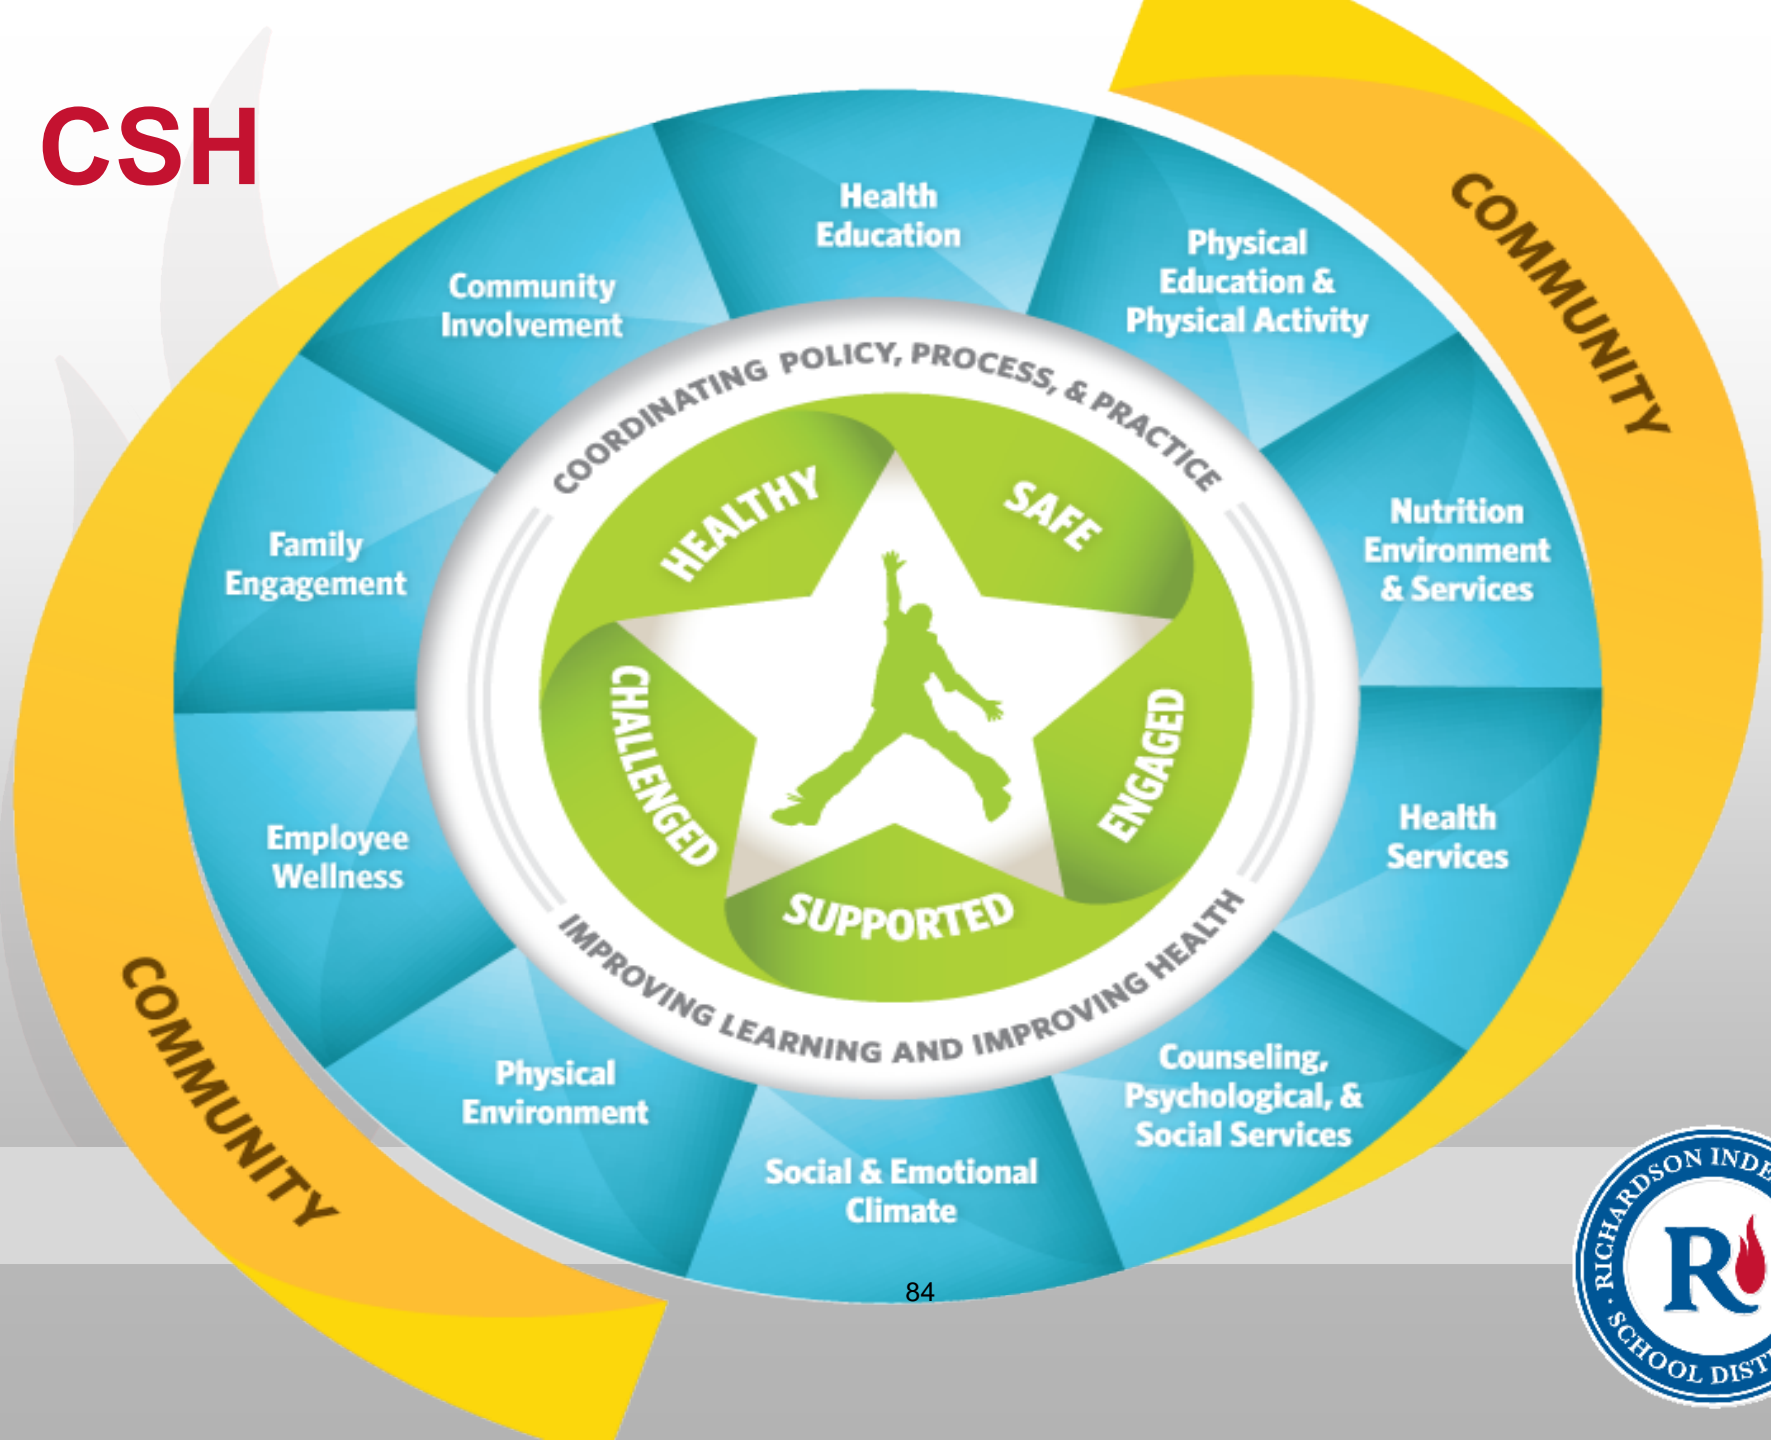 CSH
COMMUNITY
Health
Education
Physical
Education &
Physical Activity
Nutrition
Environment
& Services
Health
Services
Counseling,
Psychological, &
Social Services
Social & Emotional
Climate
Physical
Environment
Employee
Wellness
Family
Engagement
Community
Involvement
COORDINATING POLICY, PROCESS, & PRACTICE
IMPROVING LEARNING AND IMPROVING HEALTH
HEALTHY
SAFE
ENGAGED
SUPPORTED
CHALLENGED
COMMUNITY
84
RICHARDSON INDE
R
SCHOOL DIST